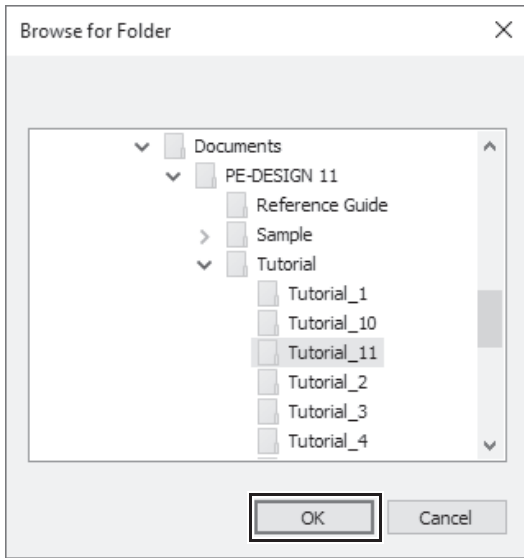 Browse for Folder
Documents
PE-DESIGN 11
Reference Guide
Sample
Tutorial
Tutorial_1
Tutorial_10
Tutorial_11
Tutorial_2
Tutorial_3
Tutorial_4
OK Cancel